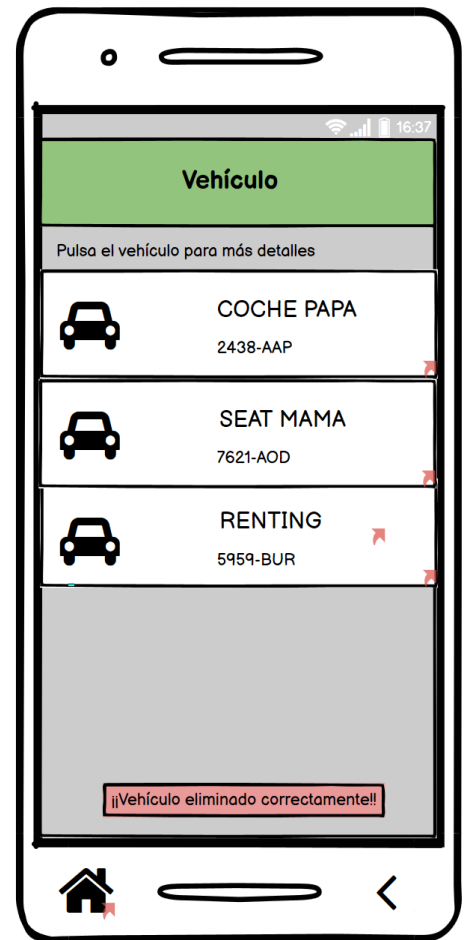 16:37
Vehículo
Pulsa el vehículo para más detalles
COCHE PAPA
2438-AAP
SEAT MAMA
7621-AOD
RENTING
5959-BUR
¡¡Vehículo eliminado correctamente!!